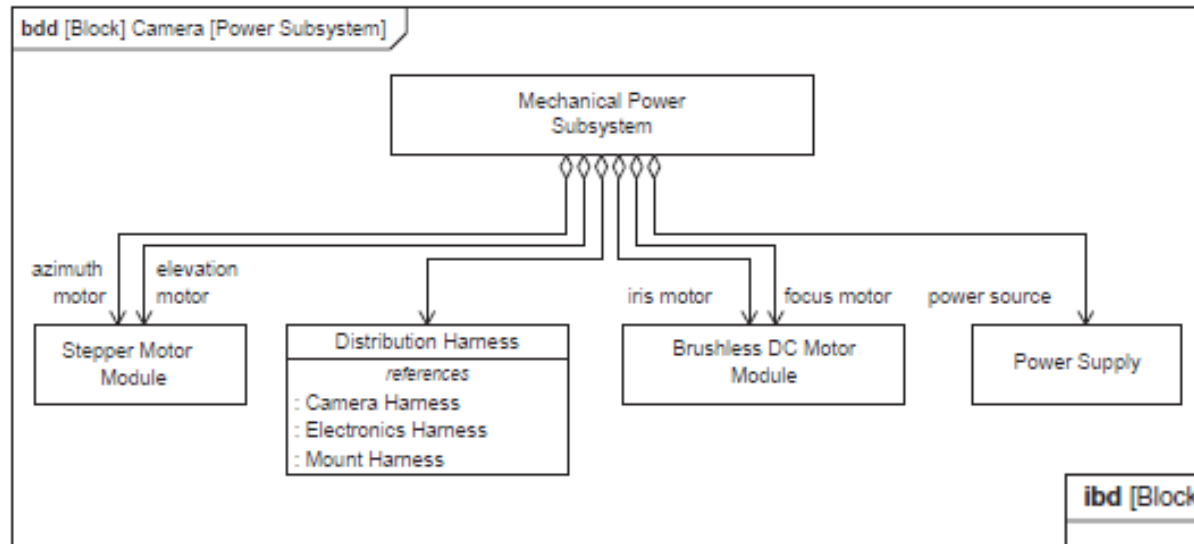 bdd [Block] Camera [Power Subsystem]
Mechanical Power
Subsystem
azimuth
motor
elevation
motor
iris motor
focus motor
power source
Stepper Motor
Module
Distribution Harness
references
: Camera Harness
: Electronics Harness
: Mount Harness
Brushless DC Motor
Module
Power Supply
ibd [Block